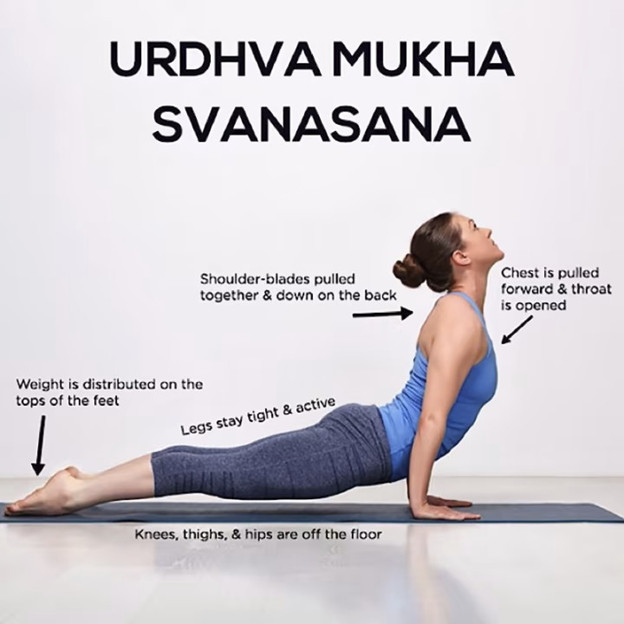 URDHVA MUKHA
SVANASANA
Shoulder-blades pulled
together & down on the back
Chest is pulled
forward & throat
is opened
Weight is distributed on the
tops of the feet
Legs stay tight & active
Knees, thighs, & hips are off the floor